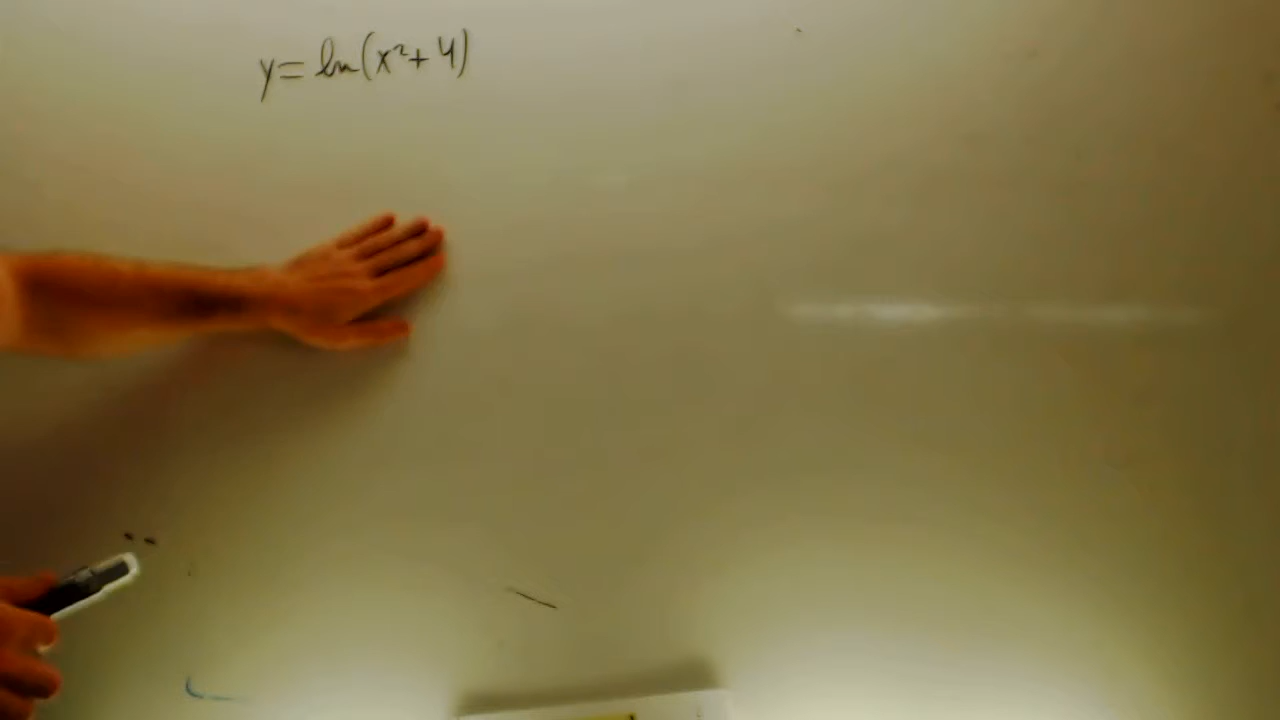 y = ln(x²+4)